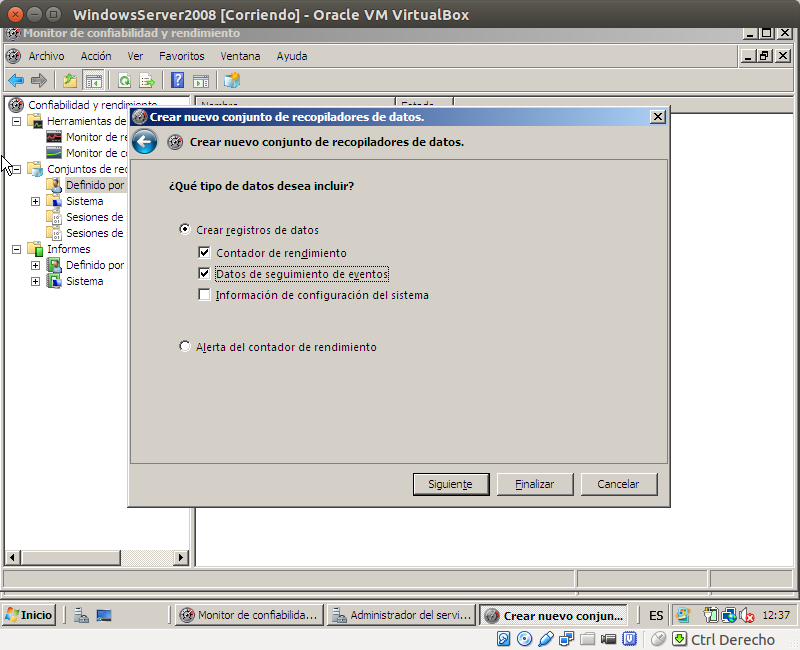 WindowsServer2008 [Corriendo] - Oracle VM VirtualBox
Monitor de confiabilidad y rendimiento
Archivo Acción Ver Favoritos Ventana Ayuda
Confiabilidad y rendimiento
Herramientas de
Monitor de re
Monitor de c
Conjuntos de rec
Definido por
Sistema
Sesiones de
Sesiones de
Informes
Definido por
Sistema
Nombre Estado
Crear nuevo conjunto de recopiladores de datos.
Crear nuevo conjunto de recopiladores de datos.
¿Qué tipo de datos desea incluir?
Crear registros de datos
Contador de rendimiento
Datos de seguimiento de eventos
Información de configuración del sistema
Alerta del contador de rendimiento
Siguiente Finalizar Cancelar
Inicio Monitor de confiabilida... Administrador del servi... Crear nuevo conjun... ES 12:37
Ctrl Derecho